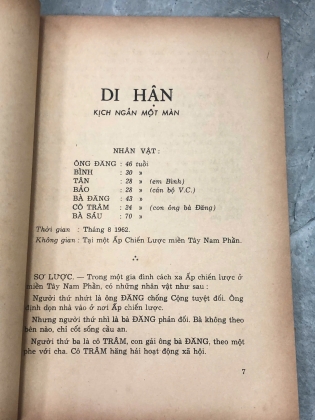 DI HẬN
KỊCH NGẮN MỘT MÀN
NHÂN VẬT :
ÔNG ĐĂNG : 46 tuổi
BÌNH : 30 »
TÂN : 28 » (em Bình)
BẢO : 28 » (cán bộ V.C.)
BÀ ĐĂNG : 43 »
CÔ TRÂM : 24 » (con ông bà Đăng)
BÀ SÁU : 70 »
Thời gian : Tháng 8 1962.
Không gian : Tại một Ấp Chiến Lược miền Tây Nam Phần.
SƠ LƯỢC. — Trong một gia đình cách xa Ấp chiến lược ở
miền Tây Nam Phần, có những nhân vật như sau :
Người thứ nhứt là ông ĐĂNG chống Cộng tuyệt đối. Ông
định dọn nhà vào ở nơi Ấp chiến lược.
Nhưng người thứ nhì là bà ĐĂNG phản đối. Bà không theo
bên nào, chỉ cốt sống cầu an.
Người thứ ba là cô TRÂM, con gái ông bà ĐĂNG, theo một
phe với cha. Cô TRÂM hăng hái hoạt động xã hội.
7